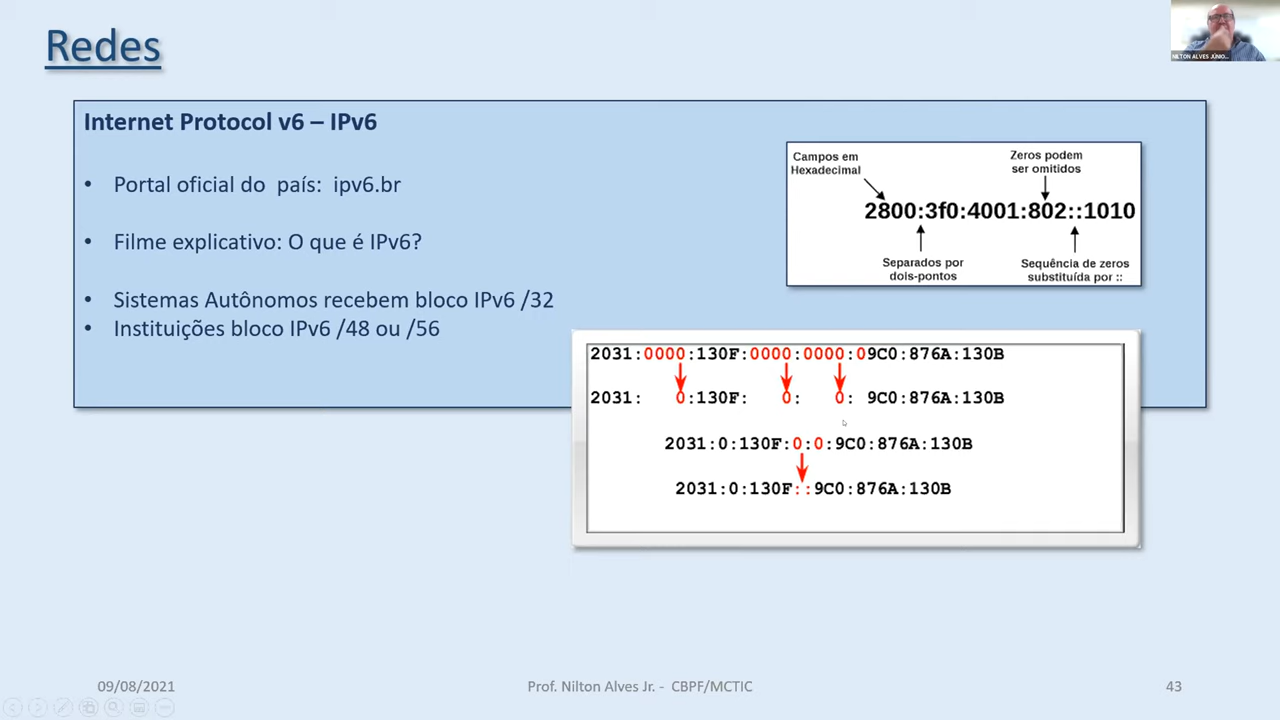 Redes
NILTON ALVES JÚNIO...
Internet Protocol v6 – IPv6
• Portal oficial do país: ipv6.br
• Filme explicativo: O que é IPv6?
• Sistemas Autônomos recebem bloco IPv6 /32
• Instituições bloco IPv6 /48 ou /56
Campos em
Hexadecimal
Zeros podem
ser omitidos
2800:3f0:4001:802::1010
Separados por
dois-pontos
Sequência de zeros
substituída por ::
2031:0000:130F:0000:0000:09C0:876A:130B
2031: 0:130F: 0: 0: 9C0:876A:130B
2031:0:130F:0:0:9C0:876A:130B
2031:0:130F::9C0:876A:130B
09/08/2021
Prof. Nilton Alves Jr. - CBPF/MCTIC
43